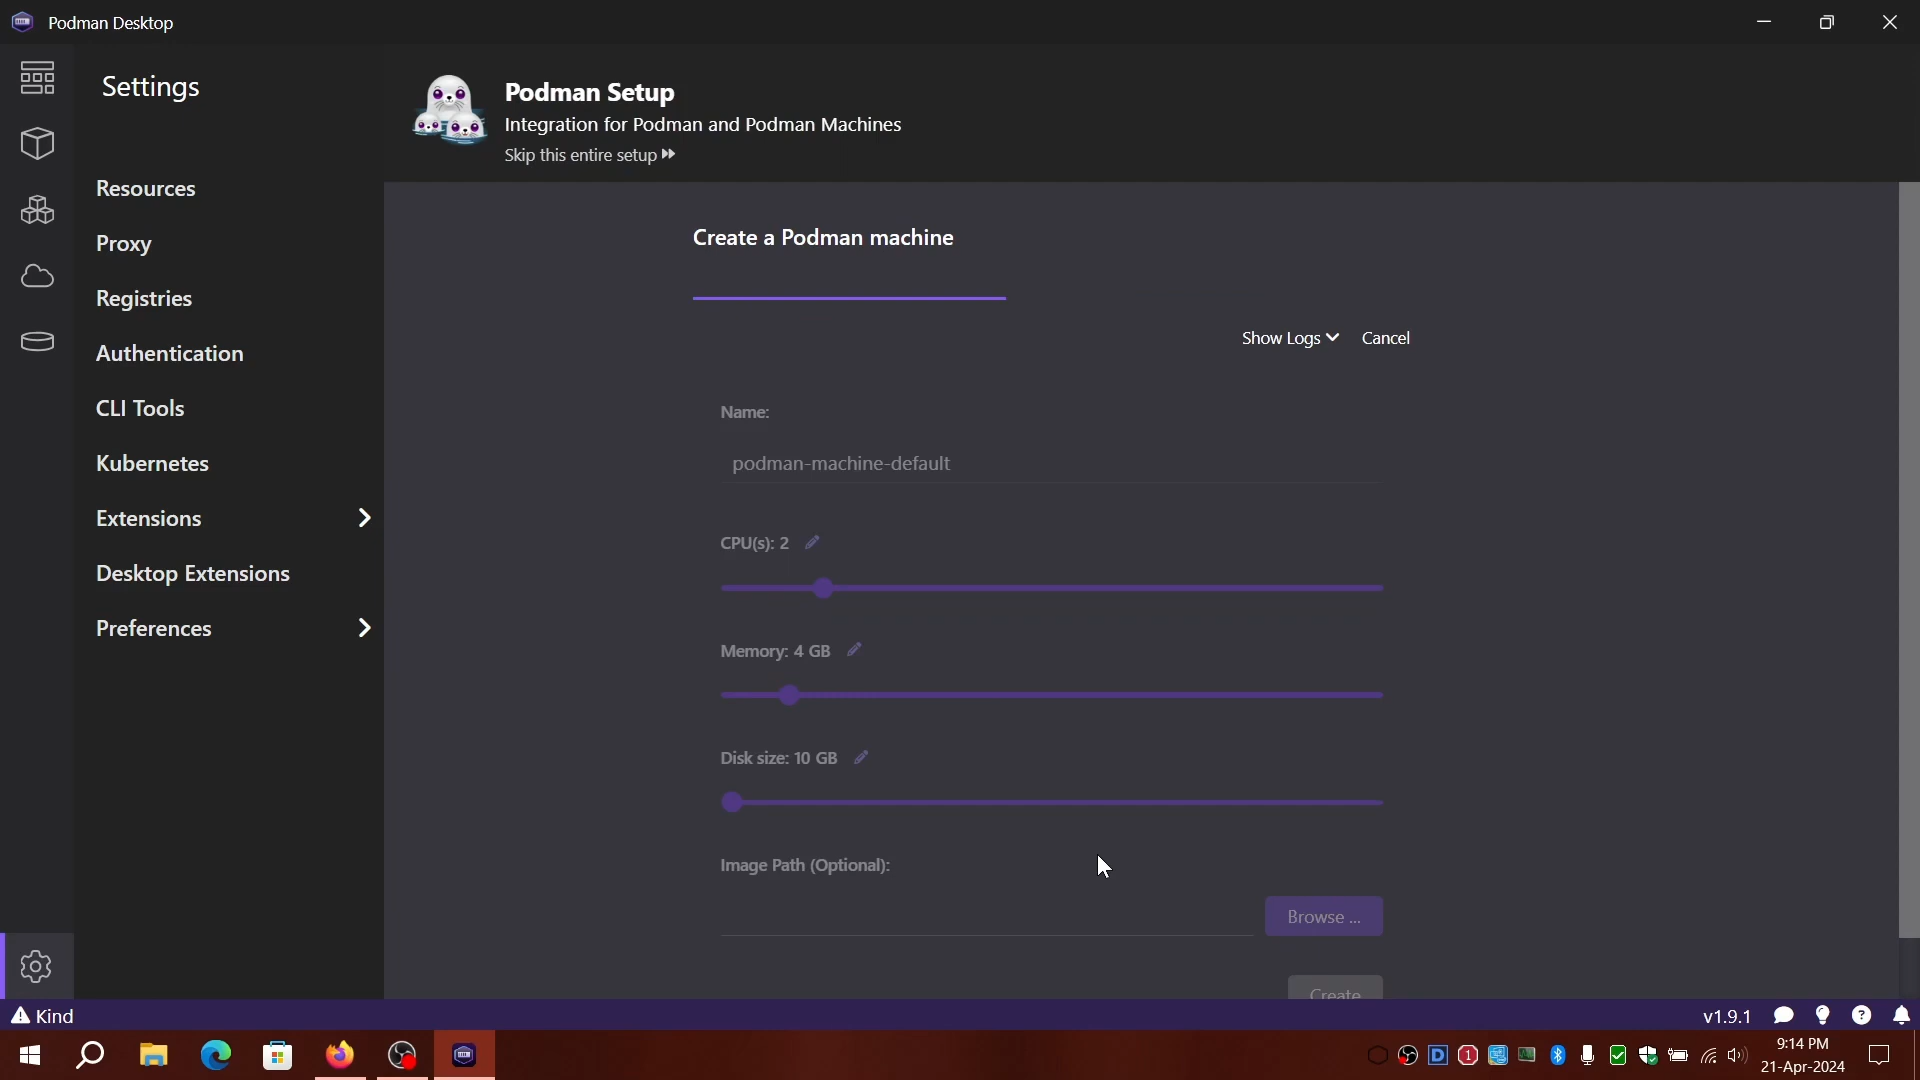 Podman Desktop
Settings
Resources
Proxy
Registries
Authentication
CLI Tools
Kubernetes
Extensions
Desktop Extensions
Preferences
Podman Setup
Integration for Podman and Podman Machines
Skip this entire setup
Create a Podman machine
Show Logs Cancel
Name:
podman-machine-default
CPU(s): 2
Memory: 4 GB
Disk size: 10 GB
Image Path (Optional):
Browse ...
Create
Kind
v1.9.1
9:14 PM
21-Apr-2024